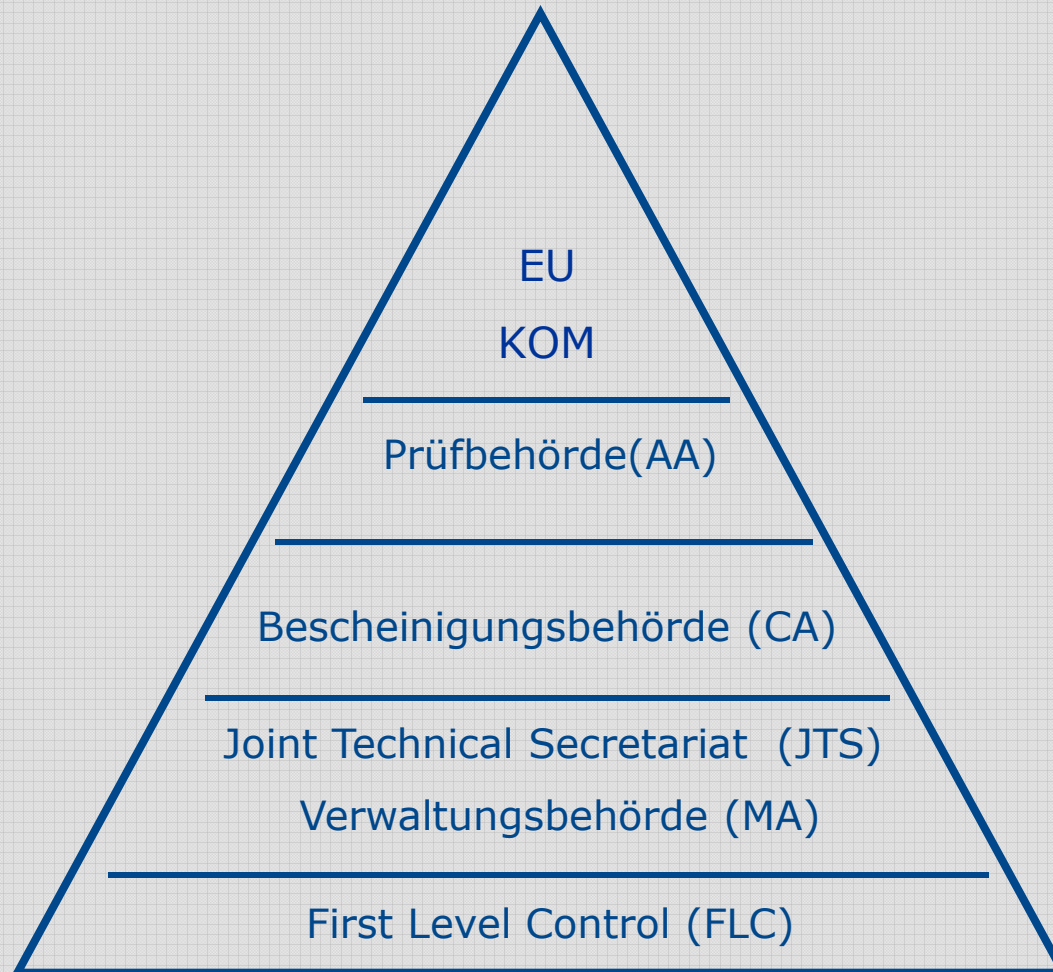 EU
KOM
Prüfbehörde(AA)
Bescheinigungsbehörde (CA)
Joint Technical Secretariat  (JTS)
Verwaltungsbehörde (MA)
First Level Control (FLC)